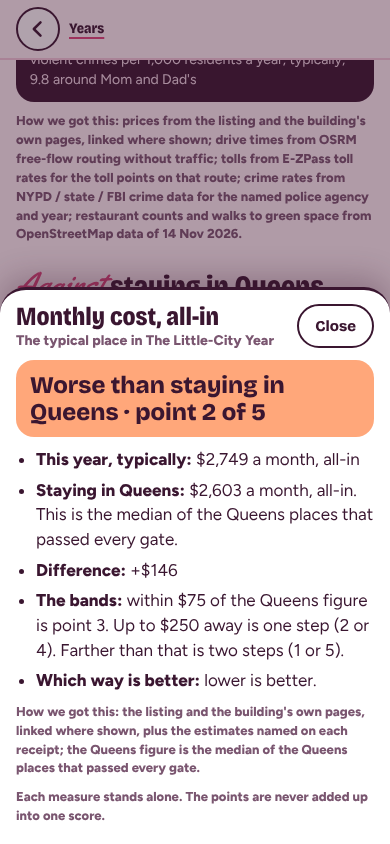 Years
violent crimes per 1,000 residents a year, typically,
9.8 around Mom and Dad's
How we got this: prices from the listing and the building's
own pages, linked where shown; drive times from OSRM
free-flow routing without traffic; tolls from E-ZPass toll
rates for the toll points on that route; crime rates from
NYPD / state / FBI crime data for the named police agency
and year; restaurant counts and walks to green space from
OpenStreetMap data of 14 Nov 2026.
Against staying in Queens
Monthly cost, all-in
The typical place in The Little-City Year
Close
Worse than staying in
Queens · point 2 of 5
• This year, typically: $2,749 a month, all-in
• Staying in Queens: $2,603 a month, all-in.
This is the median of the Queens places that
passed every gate.
• Difference: +$146
• The bands: within $75 of the Queens figure
is point 3. Up to $250 away is one step (2 or
4). Farther than that is two steps (1 or 5).
• Which way is better: lower is better.
How we got this: the listing and the building's own pages,
linked where shown, plus the estimates named on each
receipt; the Queens figure is the median of the Queens
places that passed every gate.
Each measure stands alone. The points are never added up
into one score.